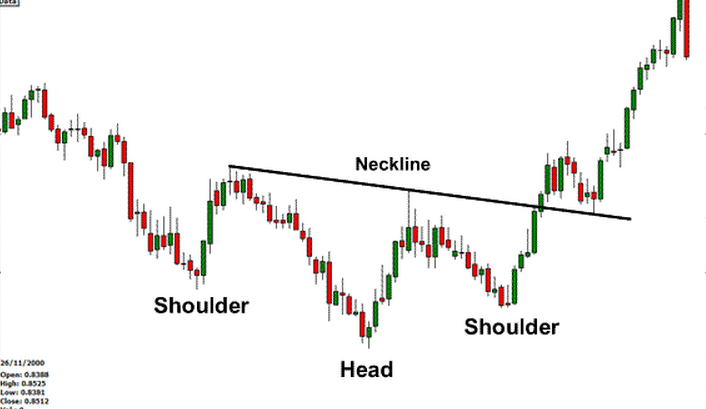 Data
Neckline
Shoulder
Shoulder
Head
26/11/2000
Open: 0.8388
High: 0.8525
Low: 0.8381
Close: 0.8512